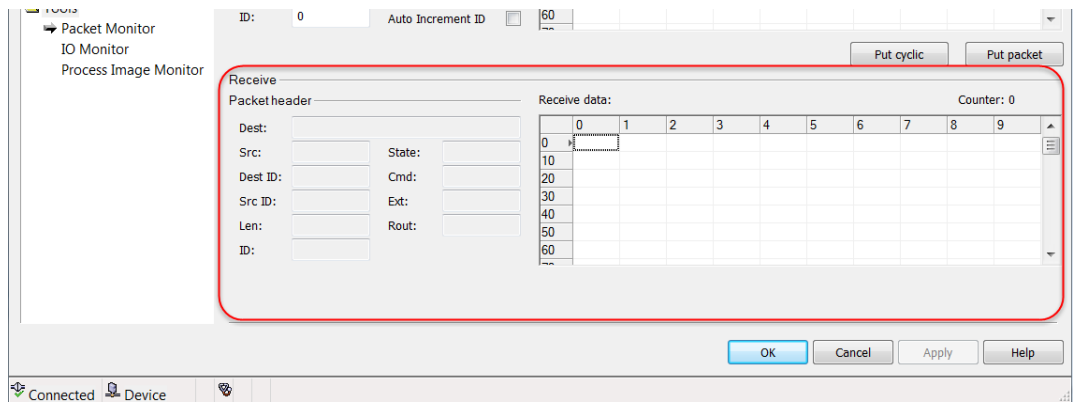 Tools
Packet Monitor
IO Monitor
Process Image Monitor
ID: 0 Auto Increment ID 60
Put cyclic Put packet
Receive
Packet header
Receive data: Counter: 0
Dest:
Src: State:
Dest ID: Cmd:
Src ID: Ext:
Len: Rout:
ID:
0 1 2 3 4 5 6 7 8 9
0
10
20
30
40
50
60
OK Cancel Apply Help
Connected Device